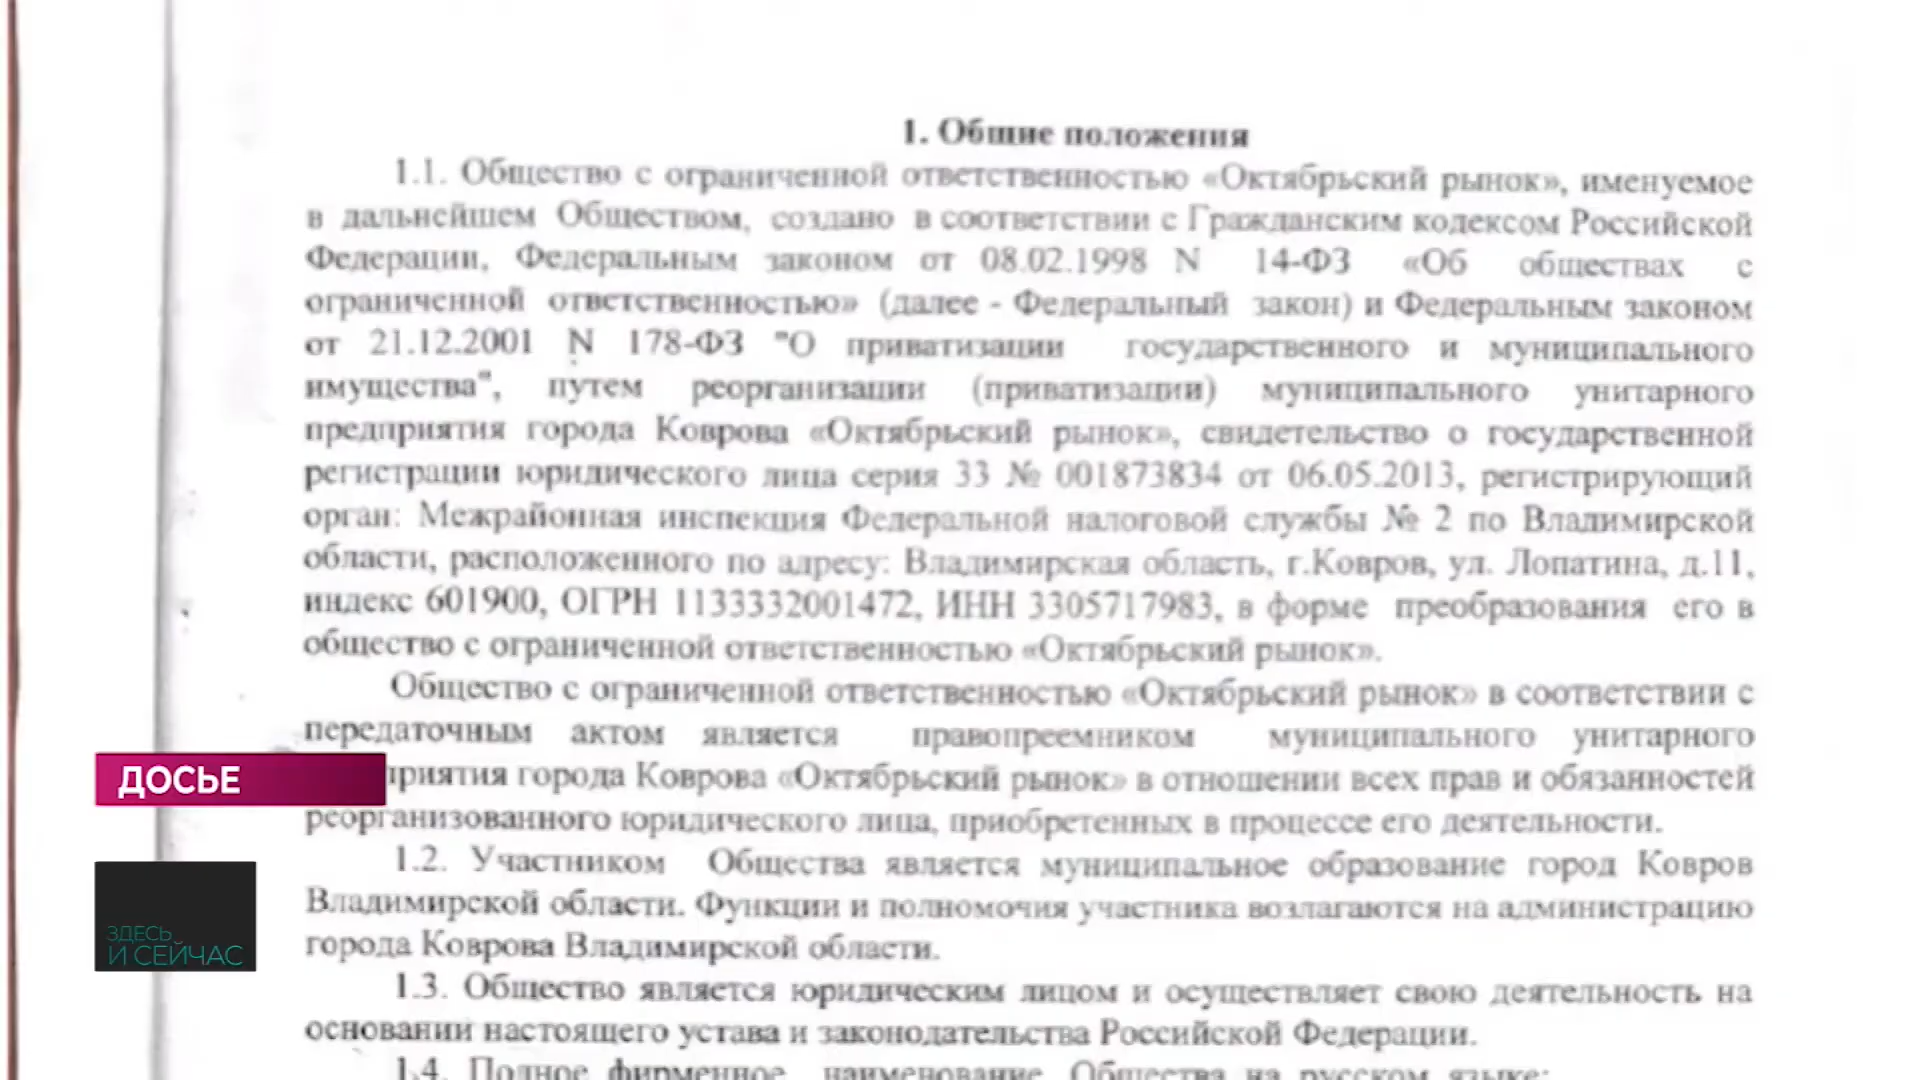 1. Общие положения
1.1. Общество с ограниченной ответственностью «Октябрьский рынок», именуемое
в дальнейшем Обществом, создано в соответствии с Гражданским кодексом Российской
Федерации, Федеральным законом от 08.02.1998 N 14-ФЗ «Об обществах с
ограниченной ответственностью» (далее - Федеральный закон) и Федеральным законом
от 21.12.2001 N 178-ФЗ "О приватизации государственного и муниципального
имущества", путем реорганизации (приватизации) муниципального унитарного
предприятия города Коврова «Октябрьский рынок», свидетельство о государственной
регистрации юридического лица серия 33 № 001873834 от 06.05.2013, регистрирующий
орган: Межрайонная инспекция Федеральной налоговой службы № 2 по Владимирской
области, расположенного по адресу: Владимирская область, г.Ковров, ул. Лопатина, д.11,
индекс 601900, ОГРН 1133332001472, ИНН 3305717983, в форме преобразования его в
общество с ограниченной ответственностью «Октябрьский рынок».
Общество с ограниченной ответственностью «Октябрьский рынок» в соответствии с
передаточным актом является правопреемником муниципального унитарного
приятия города Коврова «Октябрьский рынок» в отношении всех прав и обязанностей
реорганизованного юридического лица, приобретенных в процессе его деятельности.
1.2. Участником Общества является муниципальное образование город Ковров
Владимирской области. Функции и полномочия участника возлагаются на администрацию
города Коврова Владимирской области.
1.3. Общество является юридическим лицом и осуществляет свою деятельность на
основании настоящего устава и законодательства Российской Федерации.
1.4. Полное фирменное наименование Общества на русском языке:
ДОСЬЕ
ЗДЕСЬ
И СЕЙЧАС